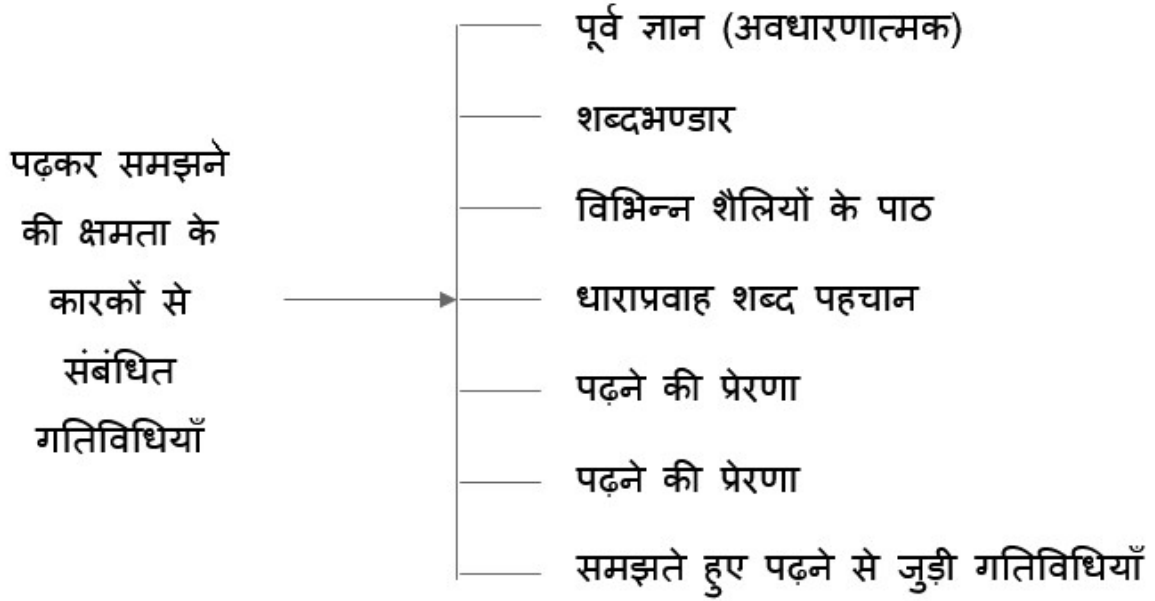 पढ़कर समझने
की क्षमता के
कारकों से
संबंधित
गतिविधियाँ
पूर्व ज्ञान (अवधारणात्मक)
शब्दभण्डार
विभिन्न शैलियों के पाठ
धाराप्रवाह शब्द पहचान
पढ़ने की प्रेरणा
पढ़ने की प्रेरणा
समझते हुए पढ़ने से जुड़ी गतिविधियाँ